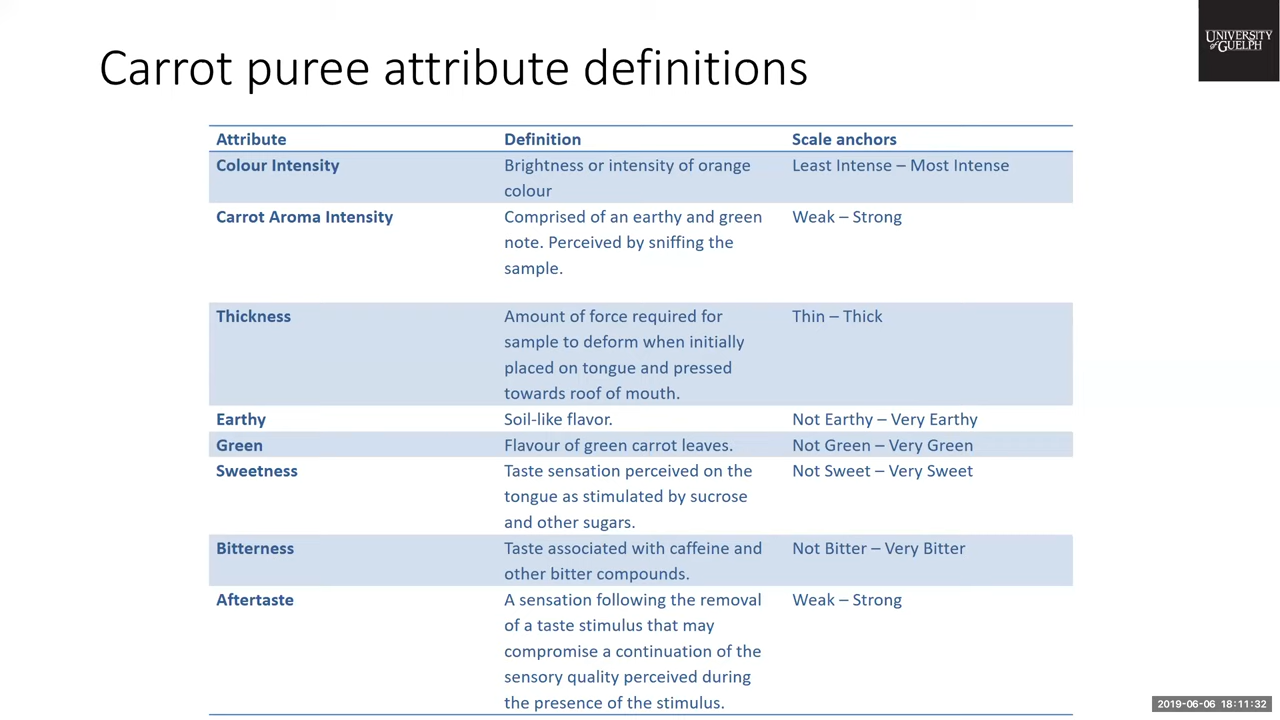 UNIVERSITY
of GUELPH
Carrot puree attribute definitions
Attribute Definition Scale anchors
Colour Intensity Brightness or intensity of orange Least Intense – Most Intense
colour
Carrot Aroma Intensity Comprised of an earthy and green Weak – Strong
note. Perceived by sniffing the
sample.
Thickness Amount of force required for Thin – Thick
sample to deform when initially
placed on tongue and pressed
towards roof of mouth.
Earthy Soil-like flavor. Not Earthy – Very Earthy
Green Flavour of green carrot leaves. Not Green – Very Green
Sweetness Taste sensation perceived on the Not Sweet – Very Sweet
tongue as stimulated by sucrose
and other sugars.
Bitterness Taste associated with caffeine and Not Bitter – Very Bitter
other bitter compounds.
Aftertaste A sensation following the removal Weak – Strong
of a taste stimulus that may
compromise a continuation of the
sensory quality perceived during
the presence of the stimulus.
2019-06-06 18:11:32